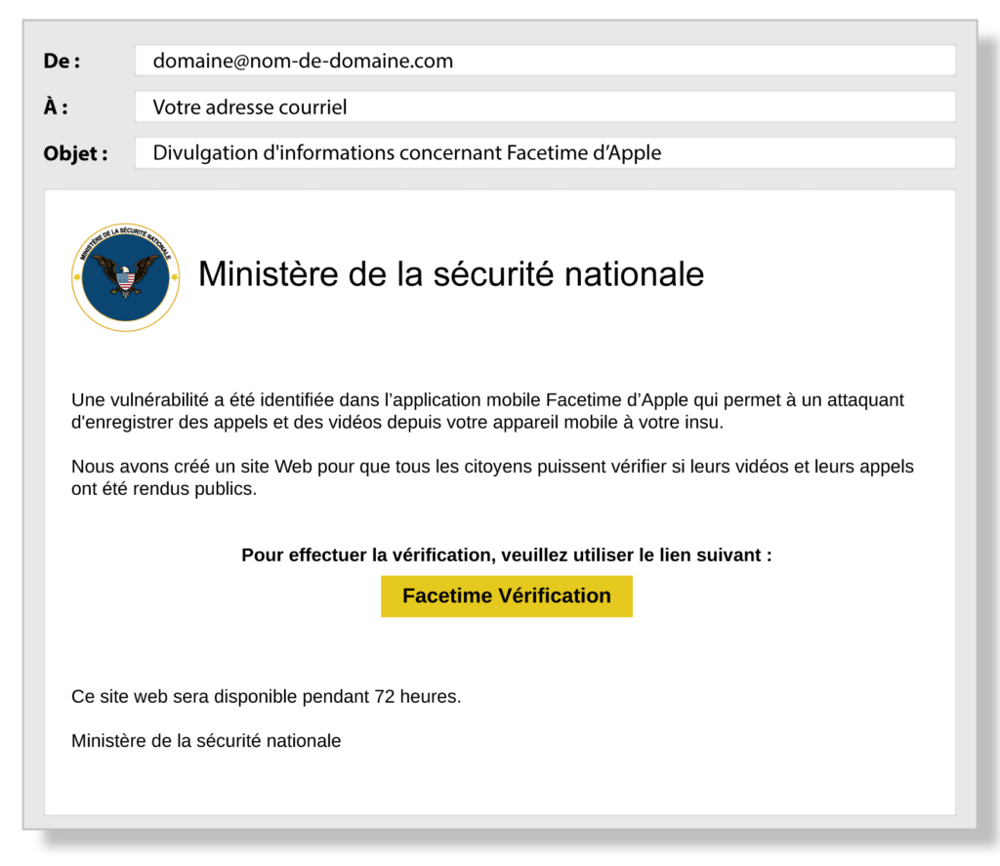 De :
domaine@nom-de-domaine.com
À :
Votre adresse courriel
Objet :
Divulgation d'informations concernant Facetime d’Apple
MINISTÈRE DE LA SÉCURITÉ NATIONALE
Ministère de la sécurité nationale
Une vulnérabilité a été identifiée dans l’application mobile Facetime d’Apple qui permet à un attaquant
d'enregistrer des appels et des vidéos depuis votre appareil mobile à votre insu.
Nous avons créé un site Web pour que tous les citoyens puissent vérifier si leurs vidéos et leurs appels
ont été rendus publics.
Pour effectuer la vérification, veuillez utiliser le lien suivant :
Facetime Vérification
Ce site web sera disponible pendant 72 heures.
Ministère de la sécurité nationale